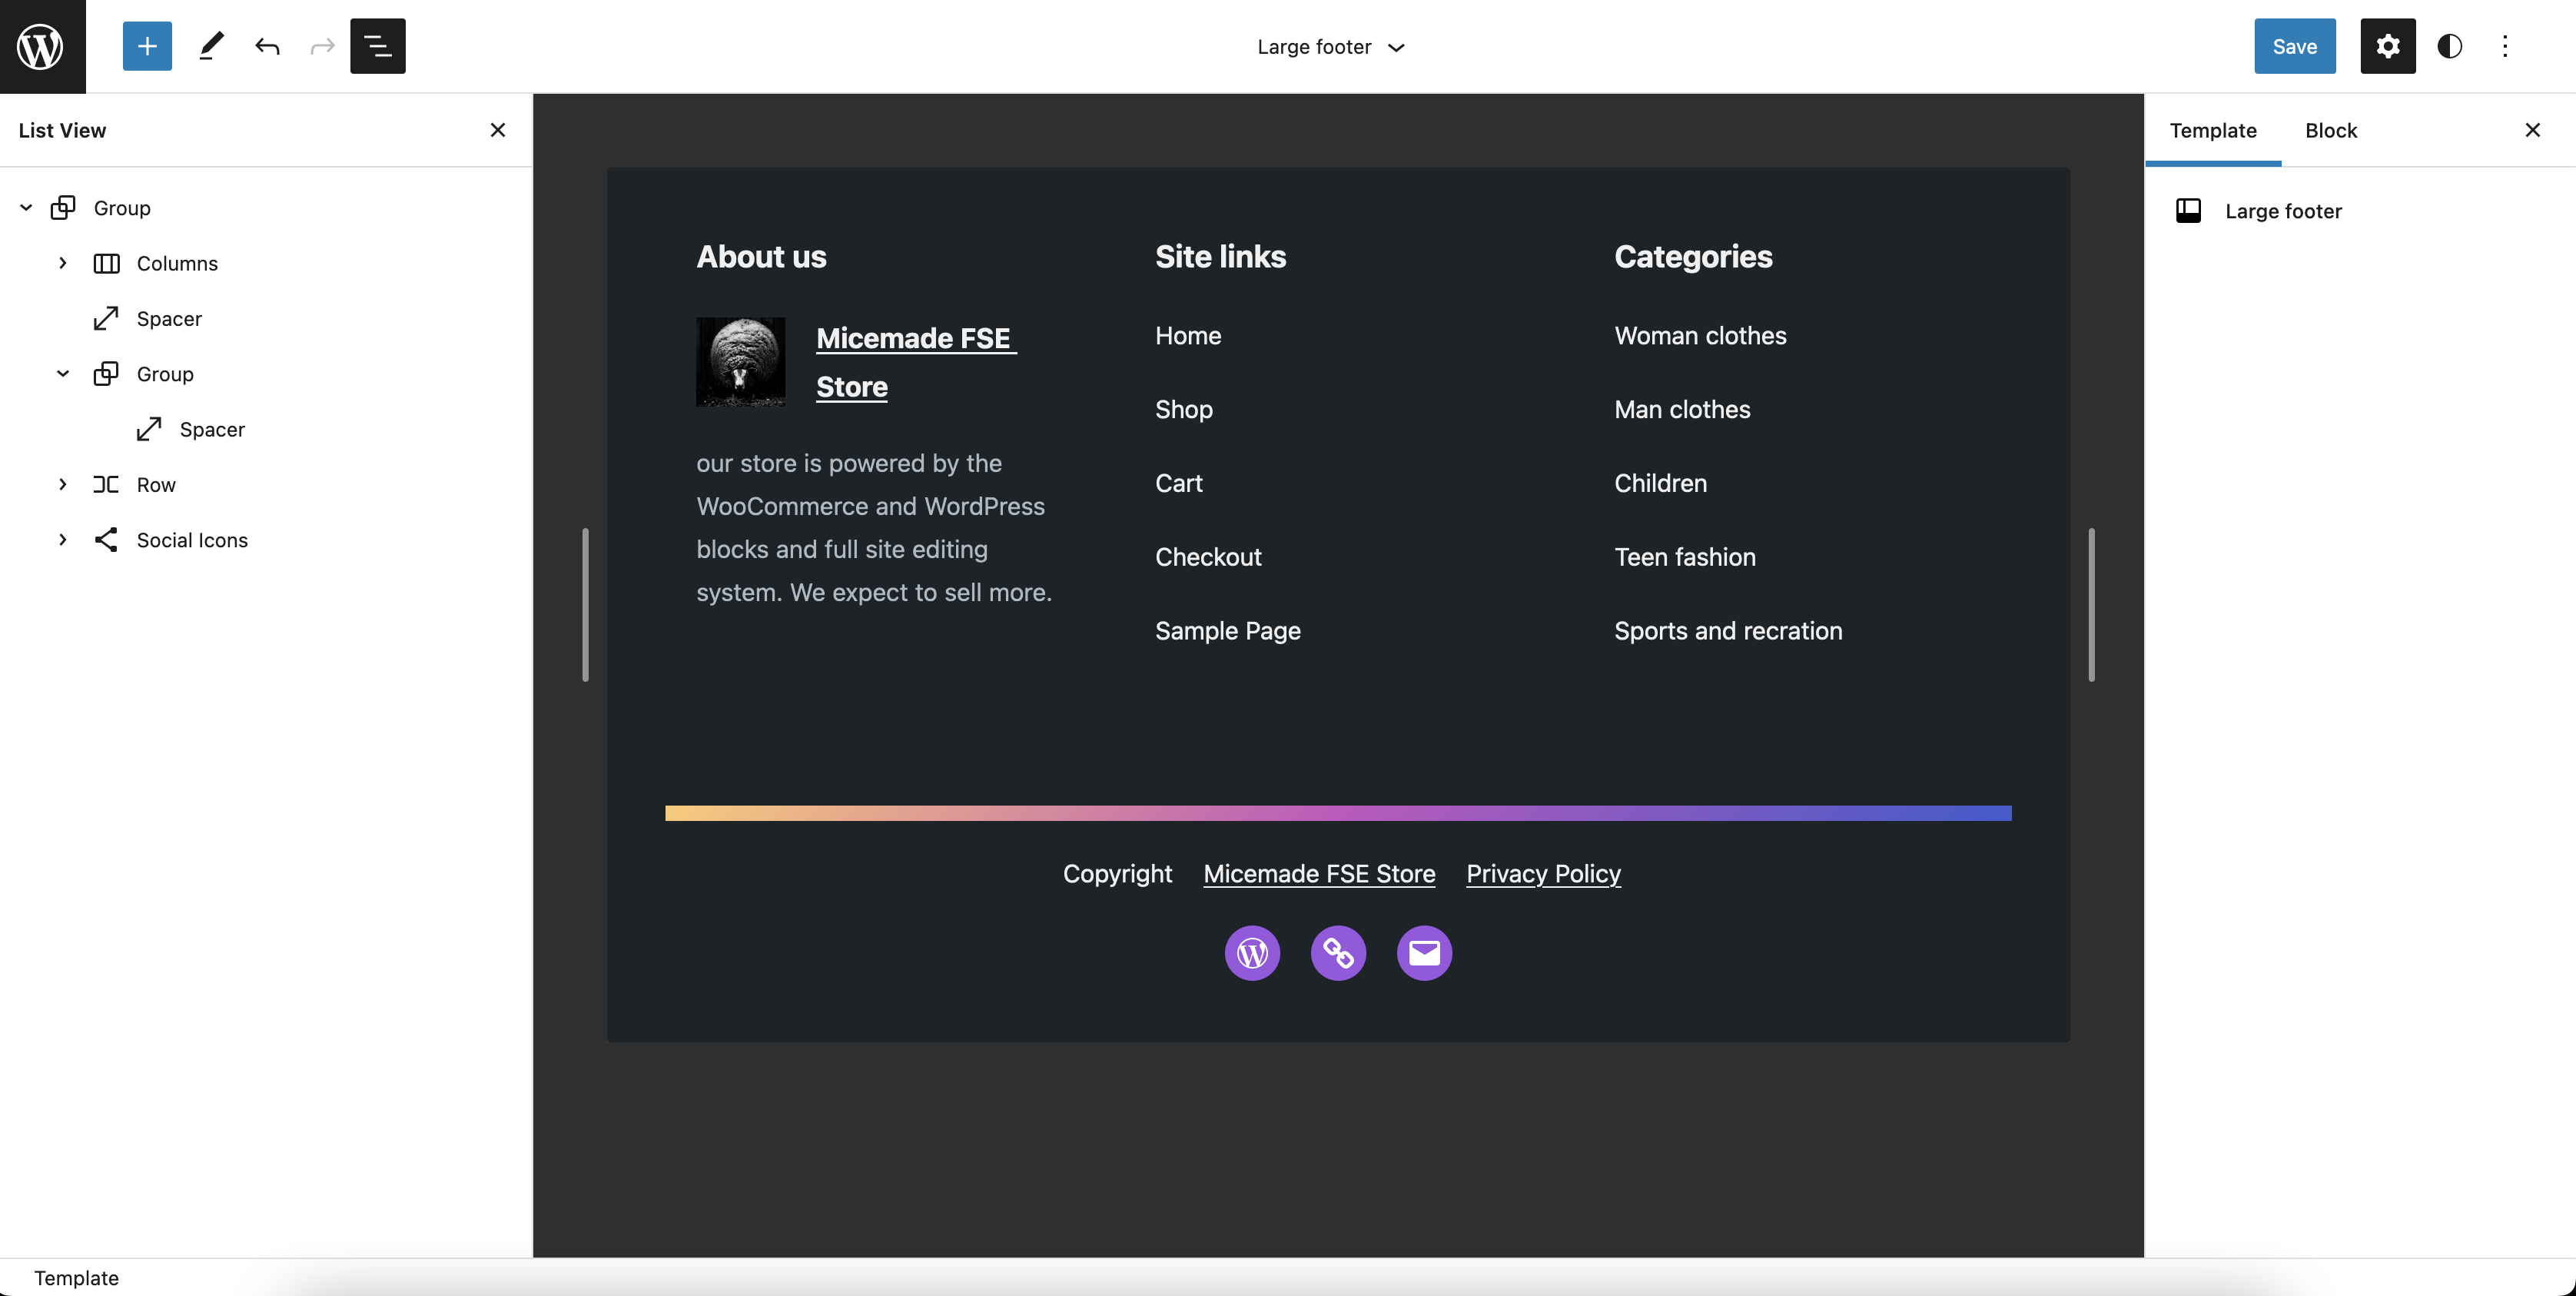 Large footer
Save
List View
Group
Columns
Spacer
Group
Spacer
Row
Social Icons
About us
Micemade FSE
Store
our store is powered by the
WooCommerce and WordPress
blocks and full site editing
system. We expect to sell more.
Site links
Home
Shop
Cart
Checkout
Sample Page
Categories
Woman clothes
Man clothes
Children
Teen fashion
Sports and recration
Copyright Micemade FSE Store Privacy Policy
Template Block
Large footer
Template